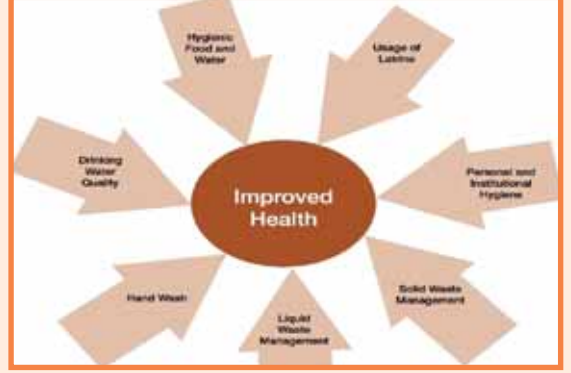 Hygienic
Food and
Water
Usage of
Latrine
Drinking
Water
Quality
Improved
Health
Personal and
Institutional
Hygiene
Hand Wash
Liquid
Waste
Management
Solid Waste
Management